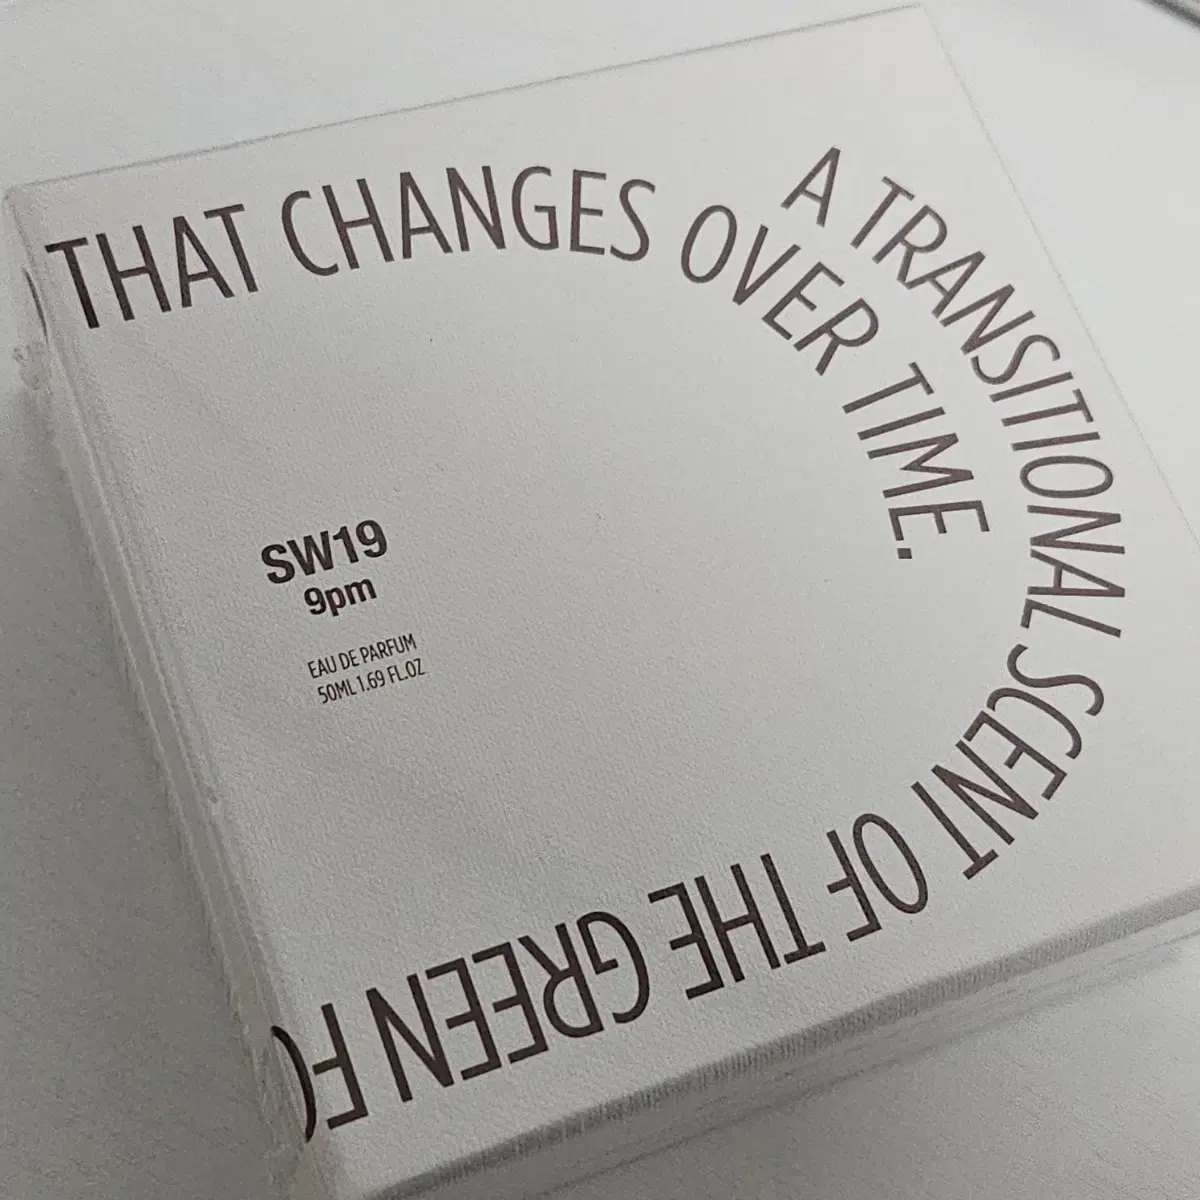 A TRANSITIONAL SCENT OF THE GREEN
THAT CHANGES OVER TIME.
SW19
9pm
EAU DE PARFUM
50ML 1.69 FL.OZ